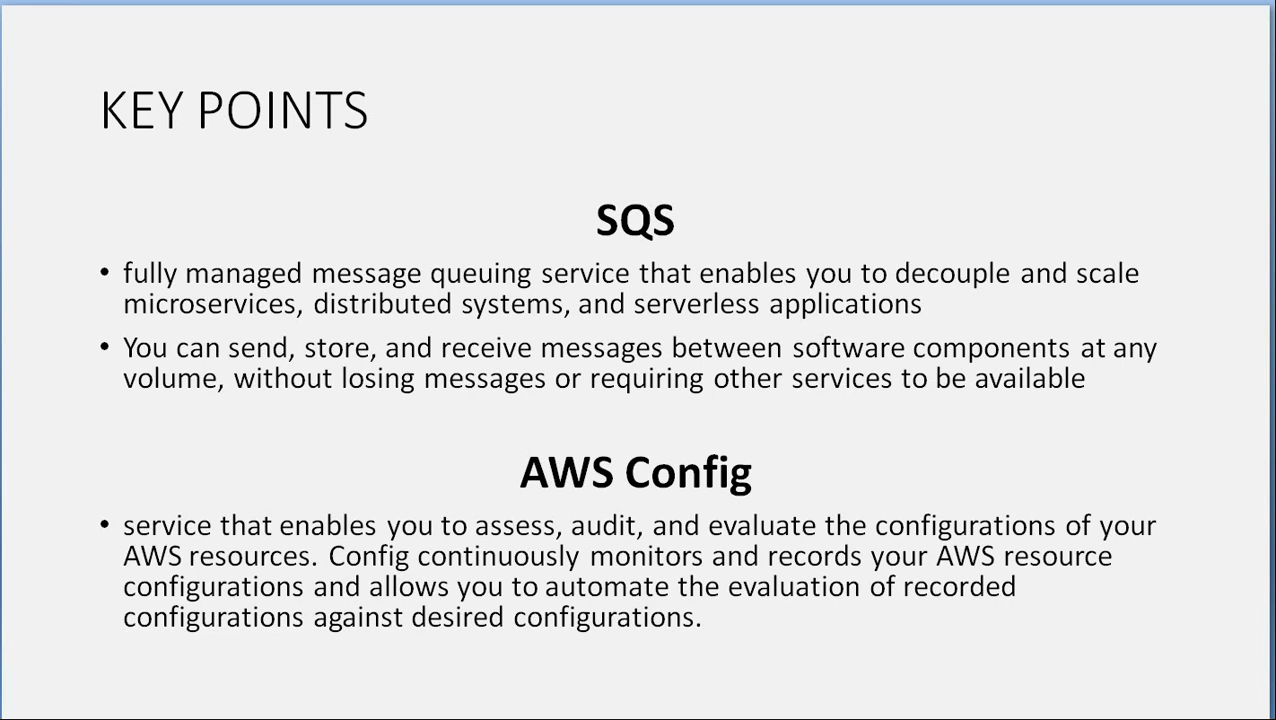 KEY POINTS
SQS
• fully managed message queuing service that enables you to decouple and scale
microservices, distributed systems, and serverless applications
• You can send, store, and receive messages between software components at any
volume, without losing messages or requiring other services to be available
AWS Config
• service that enables you to assess, audit, and evaluate the configurations of your
AWS resources. Config continuously monitors and records your AWS resource
configurations and allows you to automate the evaluation of recorded
configurations against desired configurations.